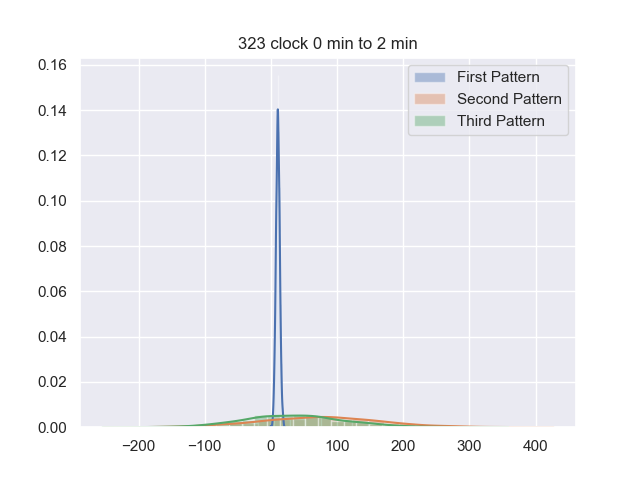 323 clock 0 min to 2 min
0.16
0.14
0.12
0.10
0.08
0.06
0.04
0.02
0.00
First Pattern
Second Pattern
Third Pattern
−200 −100 0 100 200 300 400